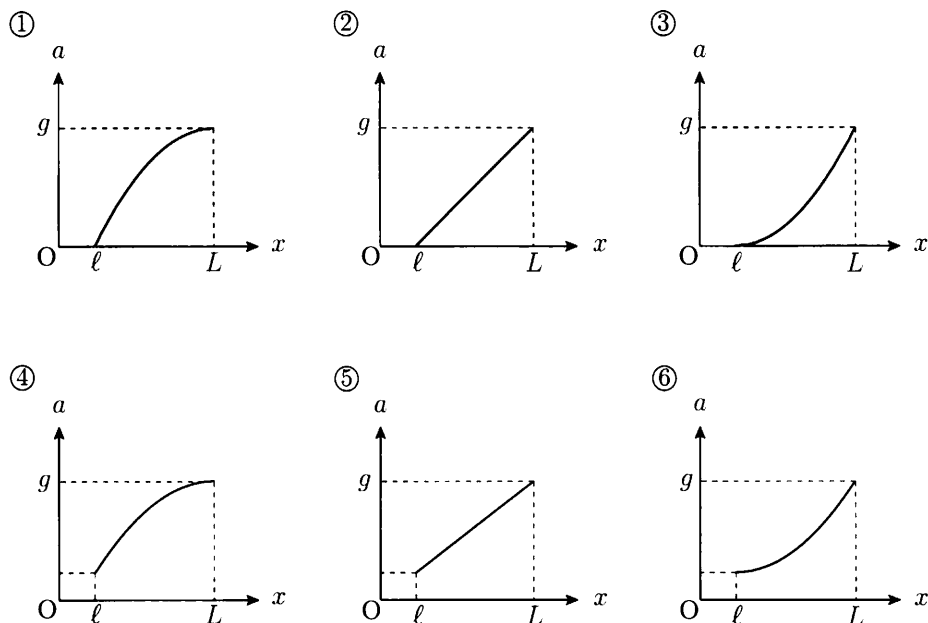 ① ② ③
a a a
g g g
O ℓ L x O ℓ L x O ℓ L x
④ ⑤ ⑥
a a a
g g g
O ℓ L x O ℓ L x O ℓ L x